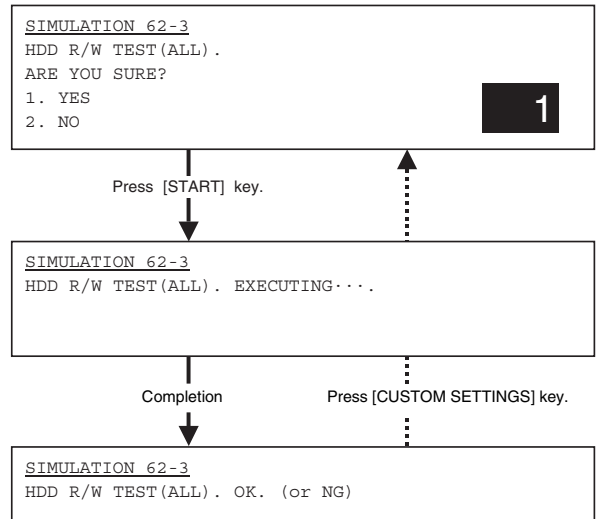 SIMULATION 62-3
HDD R/W TEST(ALL).
ARE YOU SURE?
1. YES
2. NO
1
Press [START] key.
SIMULATION 62-3
HDD R/W TEST(ALL). EXECUTING···.
Completion
Press [CUSTOM SETTINGS] key.
SIMULATION 62-3
HDD R/W TEST(ALL). OK. (or NG)